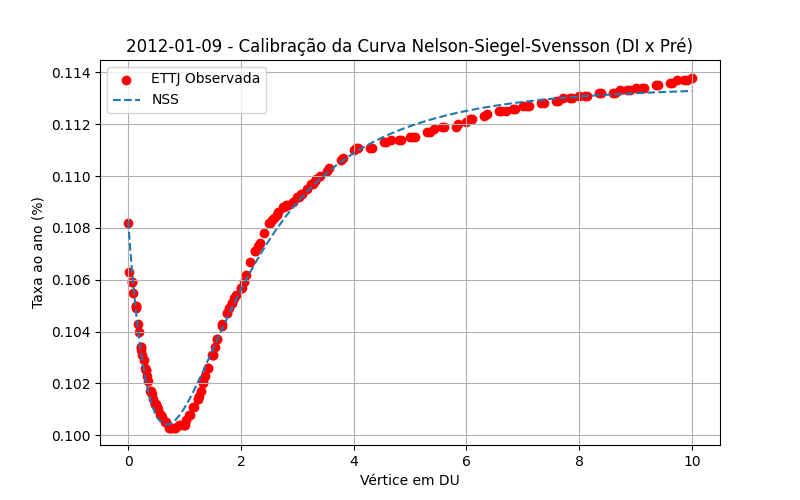 2012-01-09 - Calibração da Curva Nelson-Siegel-Svensson (DI x Pré)
ETTJ Observada
NSS
Taxa ao ano (%)
0.114
0.112
0.110
0.108
0.106
0.104
0.102
0.100
0 2 4 6 8 10
Vértice em DU